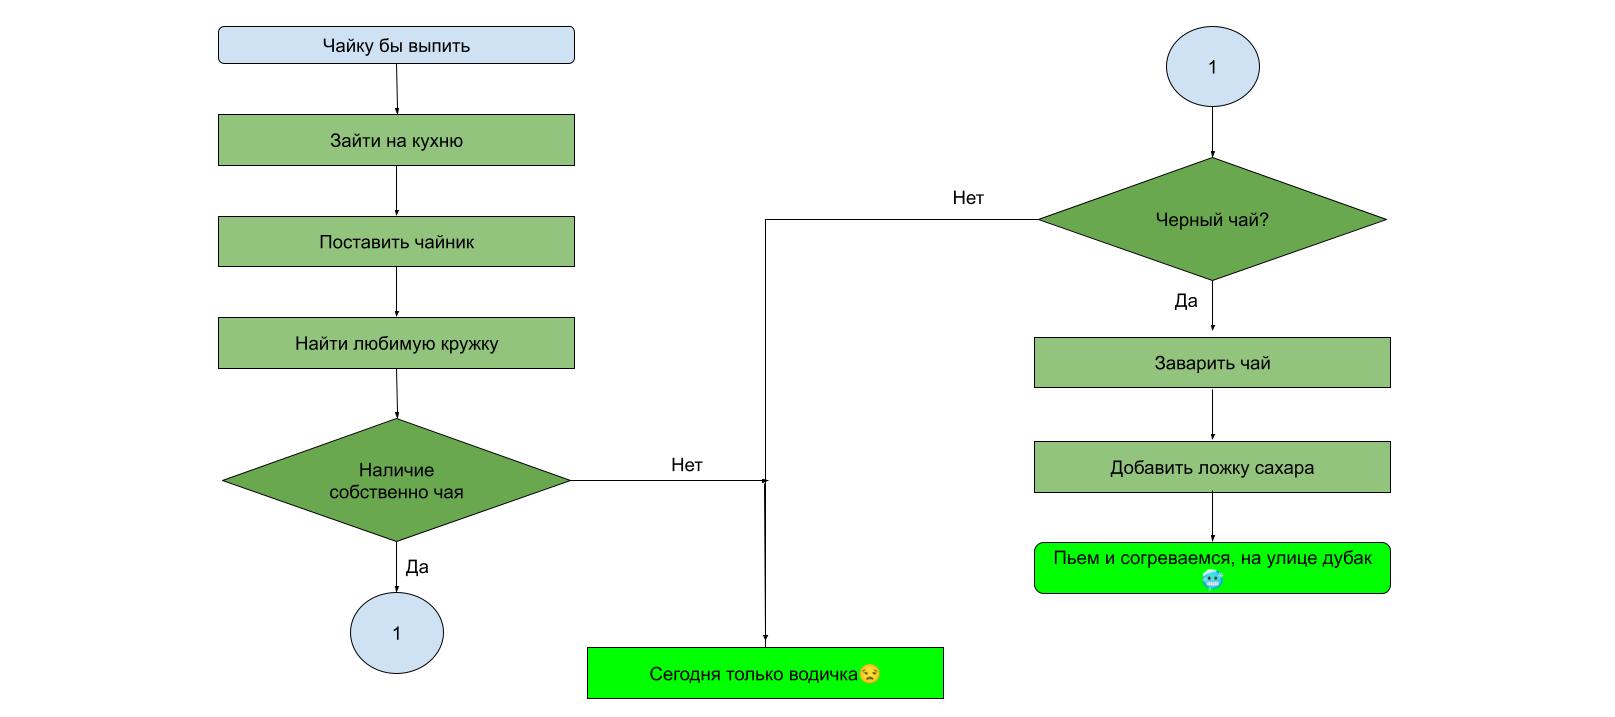 Чайку бы выпить
Зайти на кухню
Поставить чайник
Найти любимую кружку
Наличие
собственно чая
Нет
Да
1
Сегодня только водичка😒
1
Черный чай?
Нет
Да
Заварить чай
Добавить ложку сахара
Пьем и согреваемся, на улице дубак
🥶